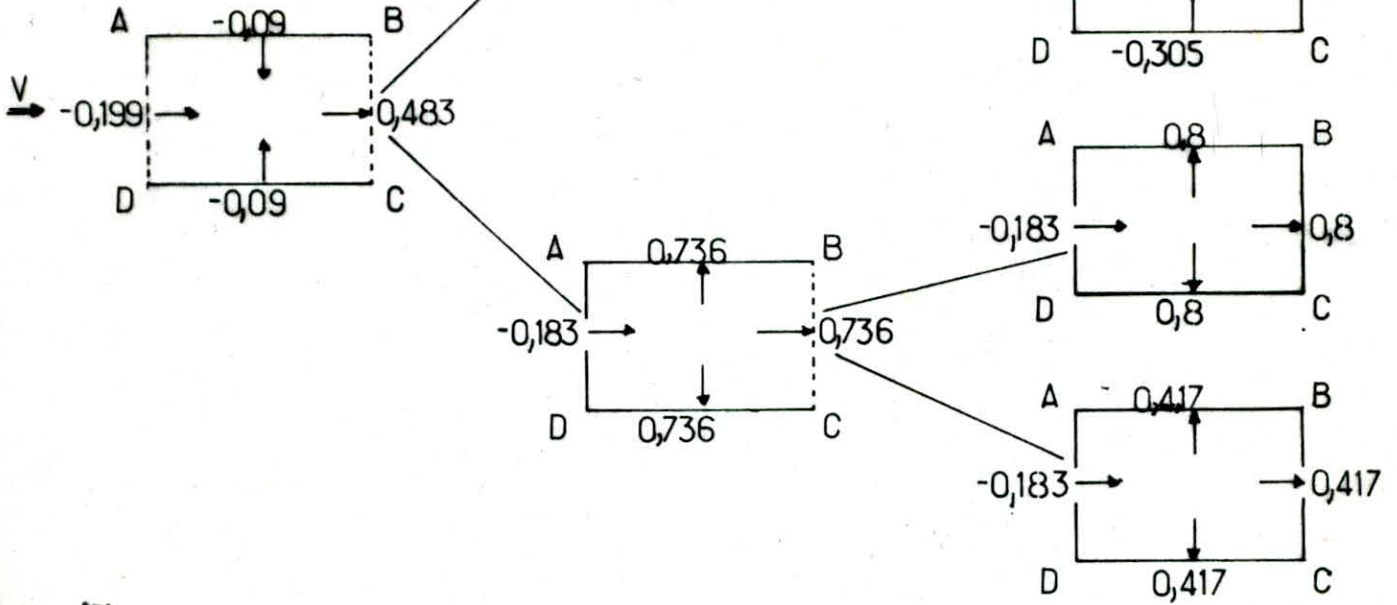 A -0,09 B
V -0,199 0,483
D -0,09 C
D -0,305 C
A 0,8 B
-0,183 0,8
D 0,8 C
A 0,736 B
-0,183 0,736
D 0,736 C
A 0,417 B
-0,183 0,417
D 0,417 C